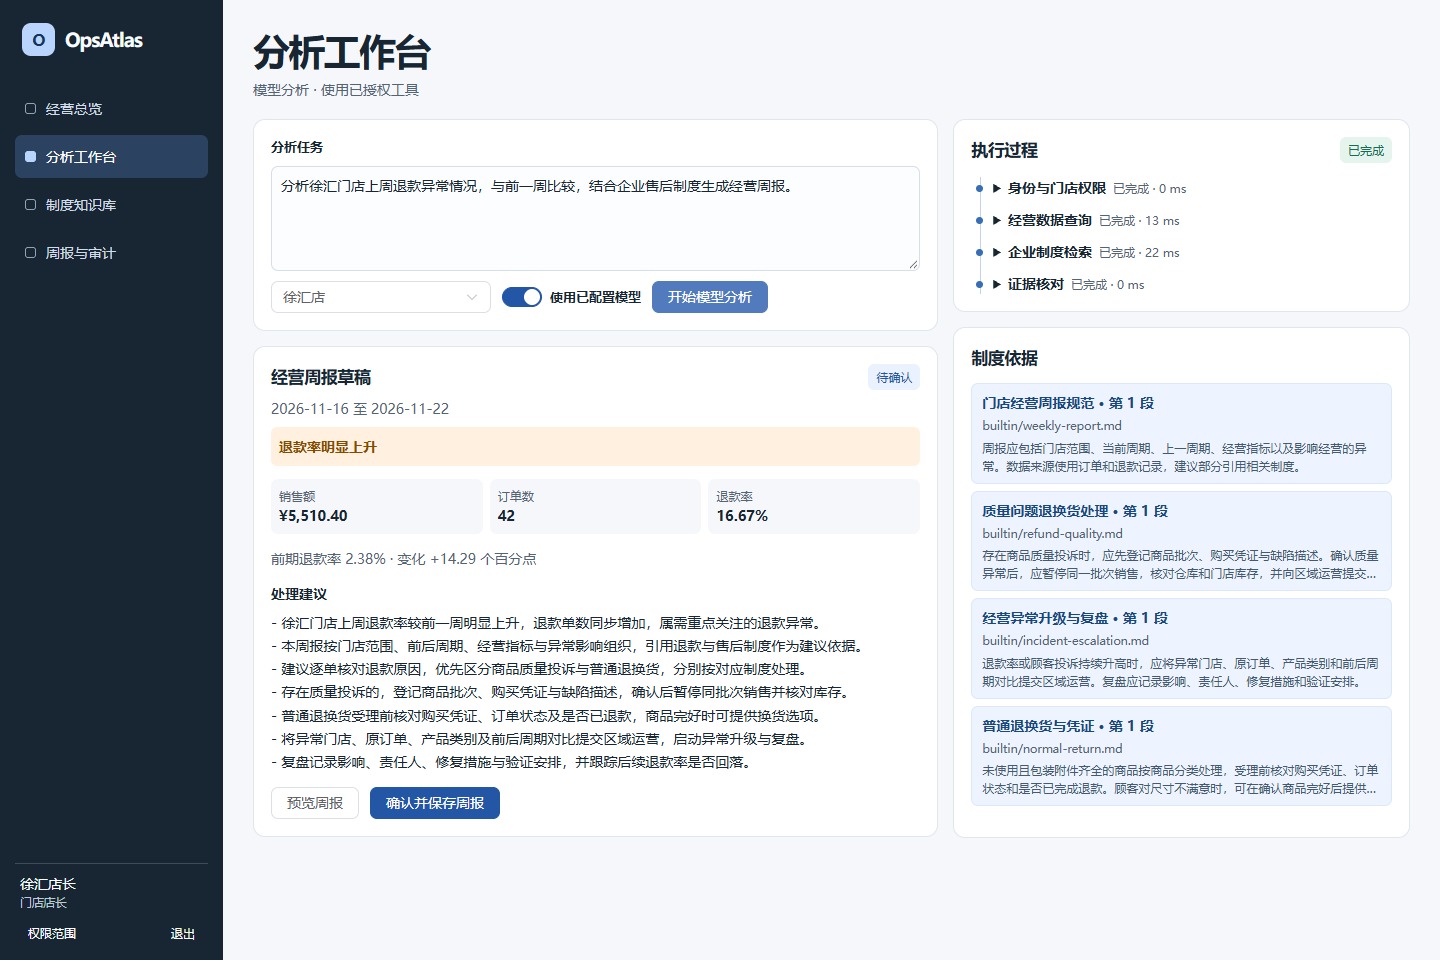 O OpsAtlas
经营总览
分析工作台
制度知识库
周报与审计
徐汇店长
门店店长
权限范围 退出
分析工作台
模型分析 · 使用已授权工具
分析任务
分析徐汇门店上周退款异常情况，与前一周比较，结合企业售后制度生成经营周报。
徐汇店 使用已配置模型 开始模型分析
经营周报草稿 待确认
2026-11-16 至 2026-11-22
退款率明显上升
销售额
¥5,510.40
订单数
42
退款率
16.67%
前期退款率 2.38% · 变化 +14.29 个百分点
处理建议
- 徐汇门店上周退款率较前一周明显上升，退款单数同步增加，属需重点关注的退款异常。
- 本周报按门店范围、前后周期、经营指标与异常影响组织，引用退款与售后制度作为建议依据。
- 建议逐单核对退款原因，优先区分商品质量投诉与普通退换货，分别按对应制度处理。
- 存在质量投诉的，登记商品批次、购买凭证与缺陷描述，确认后暂停同批次销售并核对库存。
- 普通退换货受理前核对购买凭证、订单状态及是否已退款，商品完好时可提供换货选项。
- 将异常门店、原订单、产品类别及前后周期对比提交区域运营，启动异常升级与复盘。
- 复盘记录影响、责任人、修复措施与验证安排，并跟踪后续退款率是否回落。
预览周报 确认并保存周报
执行过程 已完成
▶ 身份与门店权限 已完成 · 0 ms
▶ 经营数据查询 已完成 · 13 ms
▶ 企业制度检索 已完成 · 22 ms
▶ 证据核对 已完成 · 0 ms
制度依据
门店经营周报规范 • 第 1 段
builtin/weekly-report.md
周报应包括门店范围、当前周期、上一周期、经营指标以及影响经营的异
常。数据来源使用订单和退款记录，建议部分引用相关制度。
质量问题退换货处理 • 第 1 段
builtin/refund-quality.md
存在商品质量投诉时，应先登记商品批次、购买凭证与缺陷描述。确认质量
异常后，应暂停同一批次销售，核对仓库和门店库存，并向区域运营提交...
经营异常升级与复盘 • 第 1 段
builtin/incident-escalation.md
退款率或顾客投诉持续升高时，应将异常门店、原订单、产品类别和前后周
期对比提交区域运营。复盘应记录影响、责任人、修复措施和验证安排。
普通退换货与凭证 • 第 1 段
builtin/normal-return.md
未使用且包装附件齐全的商品按商品分类处理，受理前核对购买凭证、订单
状态和是否已完成退款。顾客对尺寸不满意时，可在确认商品完好后提供...